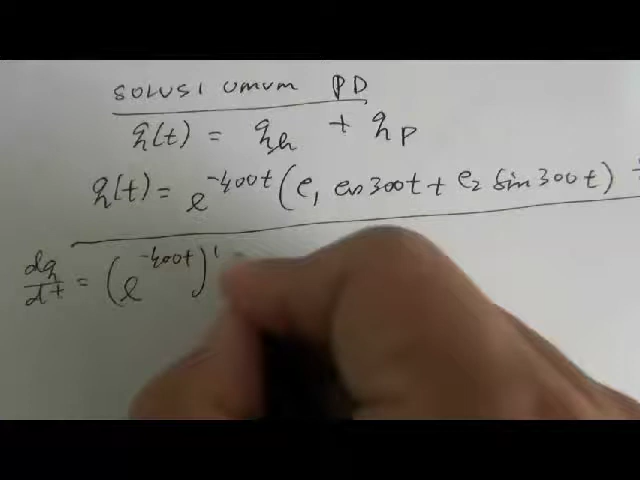 SOLUSI UMUM PD
q(t) = qh + qp
q(t) = e^-400t (c1 cos 300t + c2 sin 300t) +
dq/dt = (e^-400t)'